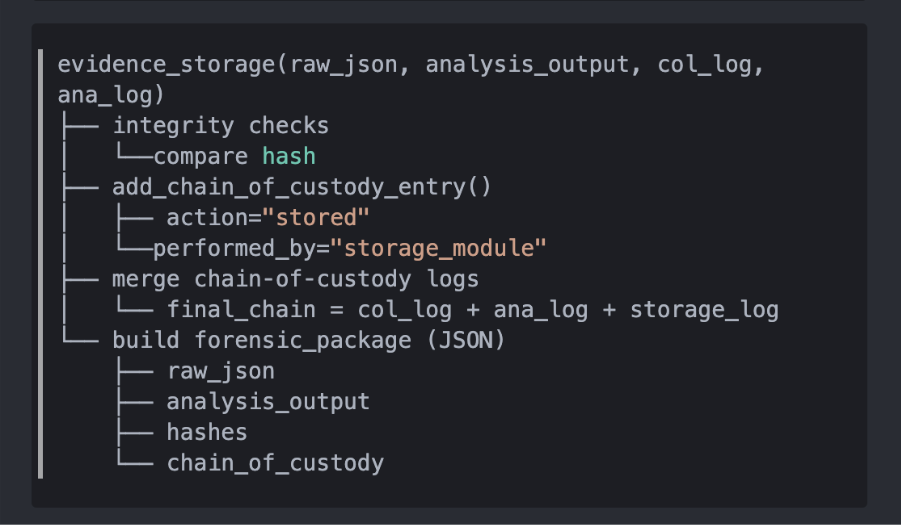 evidence_storage(raw_json, analysis_output, col_log,
ana_log)
├── integrity checks
│   └──compare hash
├── add_chain_of_custody_entry()
│   ├── action="stored"
│   └──performed_by="storage_module"
├── merge chain-of-custody logs
│   └── final_chain = col_log + ana_log + storage_log
└── build forensic_package (JSON)
    ├── raw_json
    ├── analysis_output
    ├── hashes
    └── chain_of_custody